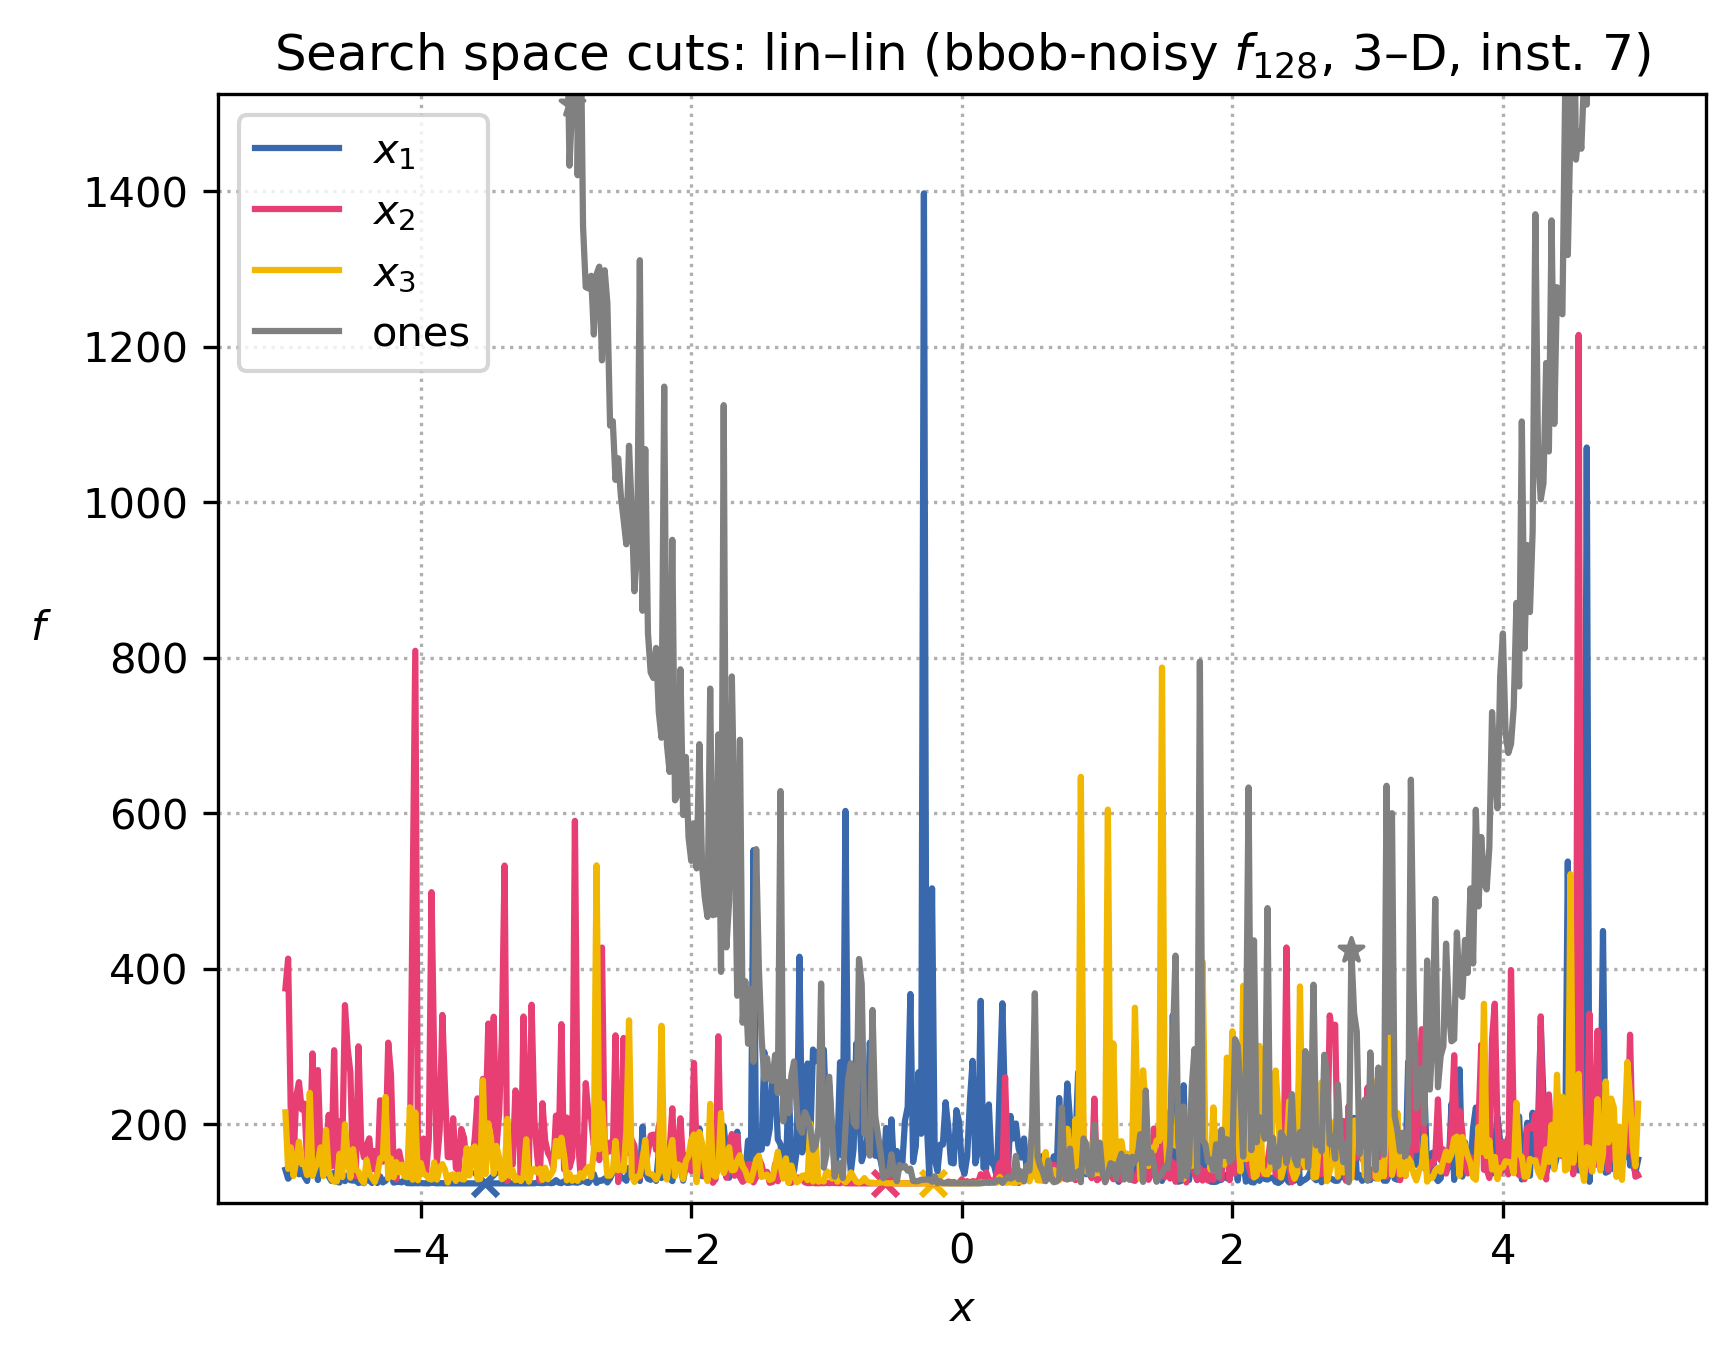 Search space cuts: lin–lin (bbob-noisy f₁₂₈, 3–D, inst. 7)
x₁
x₂
x₃
ones
1400
1200
1000
800
600
400
200
f
−4 −2 0 2 4
x